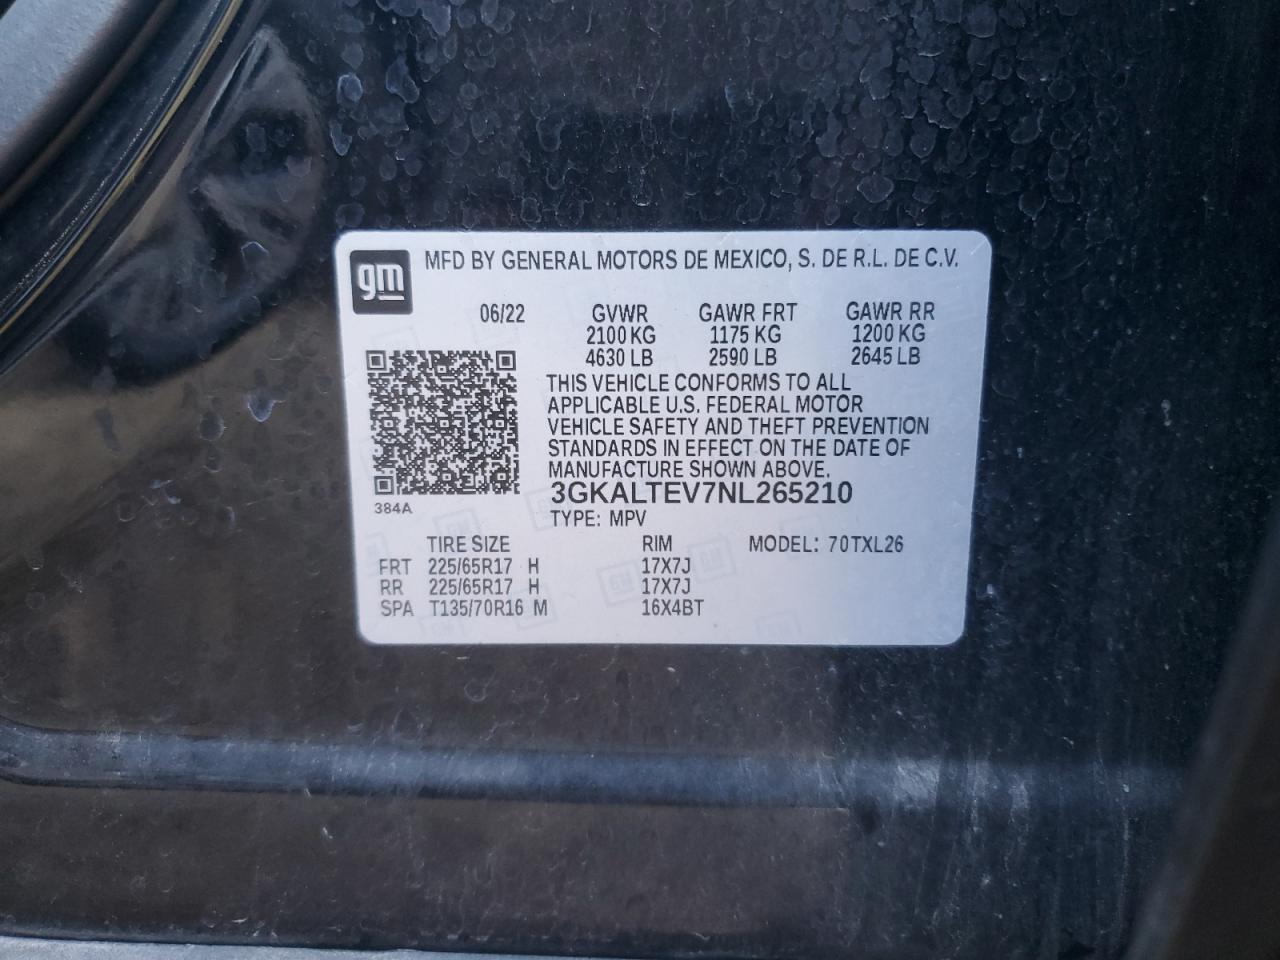 gm
MFD BY GENERAL MOTORS DE MEXICO, S. DE R.L. DE C.V.
06/22 GVWR GAWR FRT GAWR RR
2100 KG 1175 KG 1200 KG
4630 LB 2590 LB 2645 LB
THIS VEHICLE CONFORMS TO ALL
APPLICABLE U.S. FEDERAL MOTOR
VEHICLE SAFETY AND THEFT PREVENTION
STANDARDS IN EFFECT ON THE DATE OF
MANUFACTURE SHOWN ABOVE.
3GKALTEV7NL265210
384A
TYPE: MPV
TIRE SIZE RIM MODEL: 70TXL26
FRT 225/65R17 H 17X7J
RR 225/65R17 H 17X7J
SPA T135/70R16 M 16X4BT